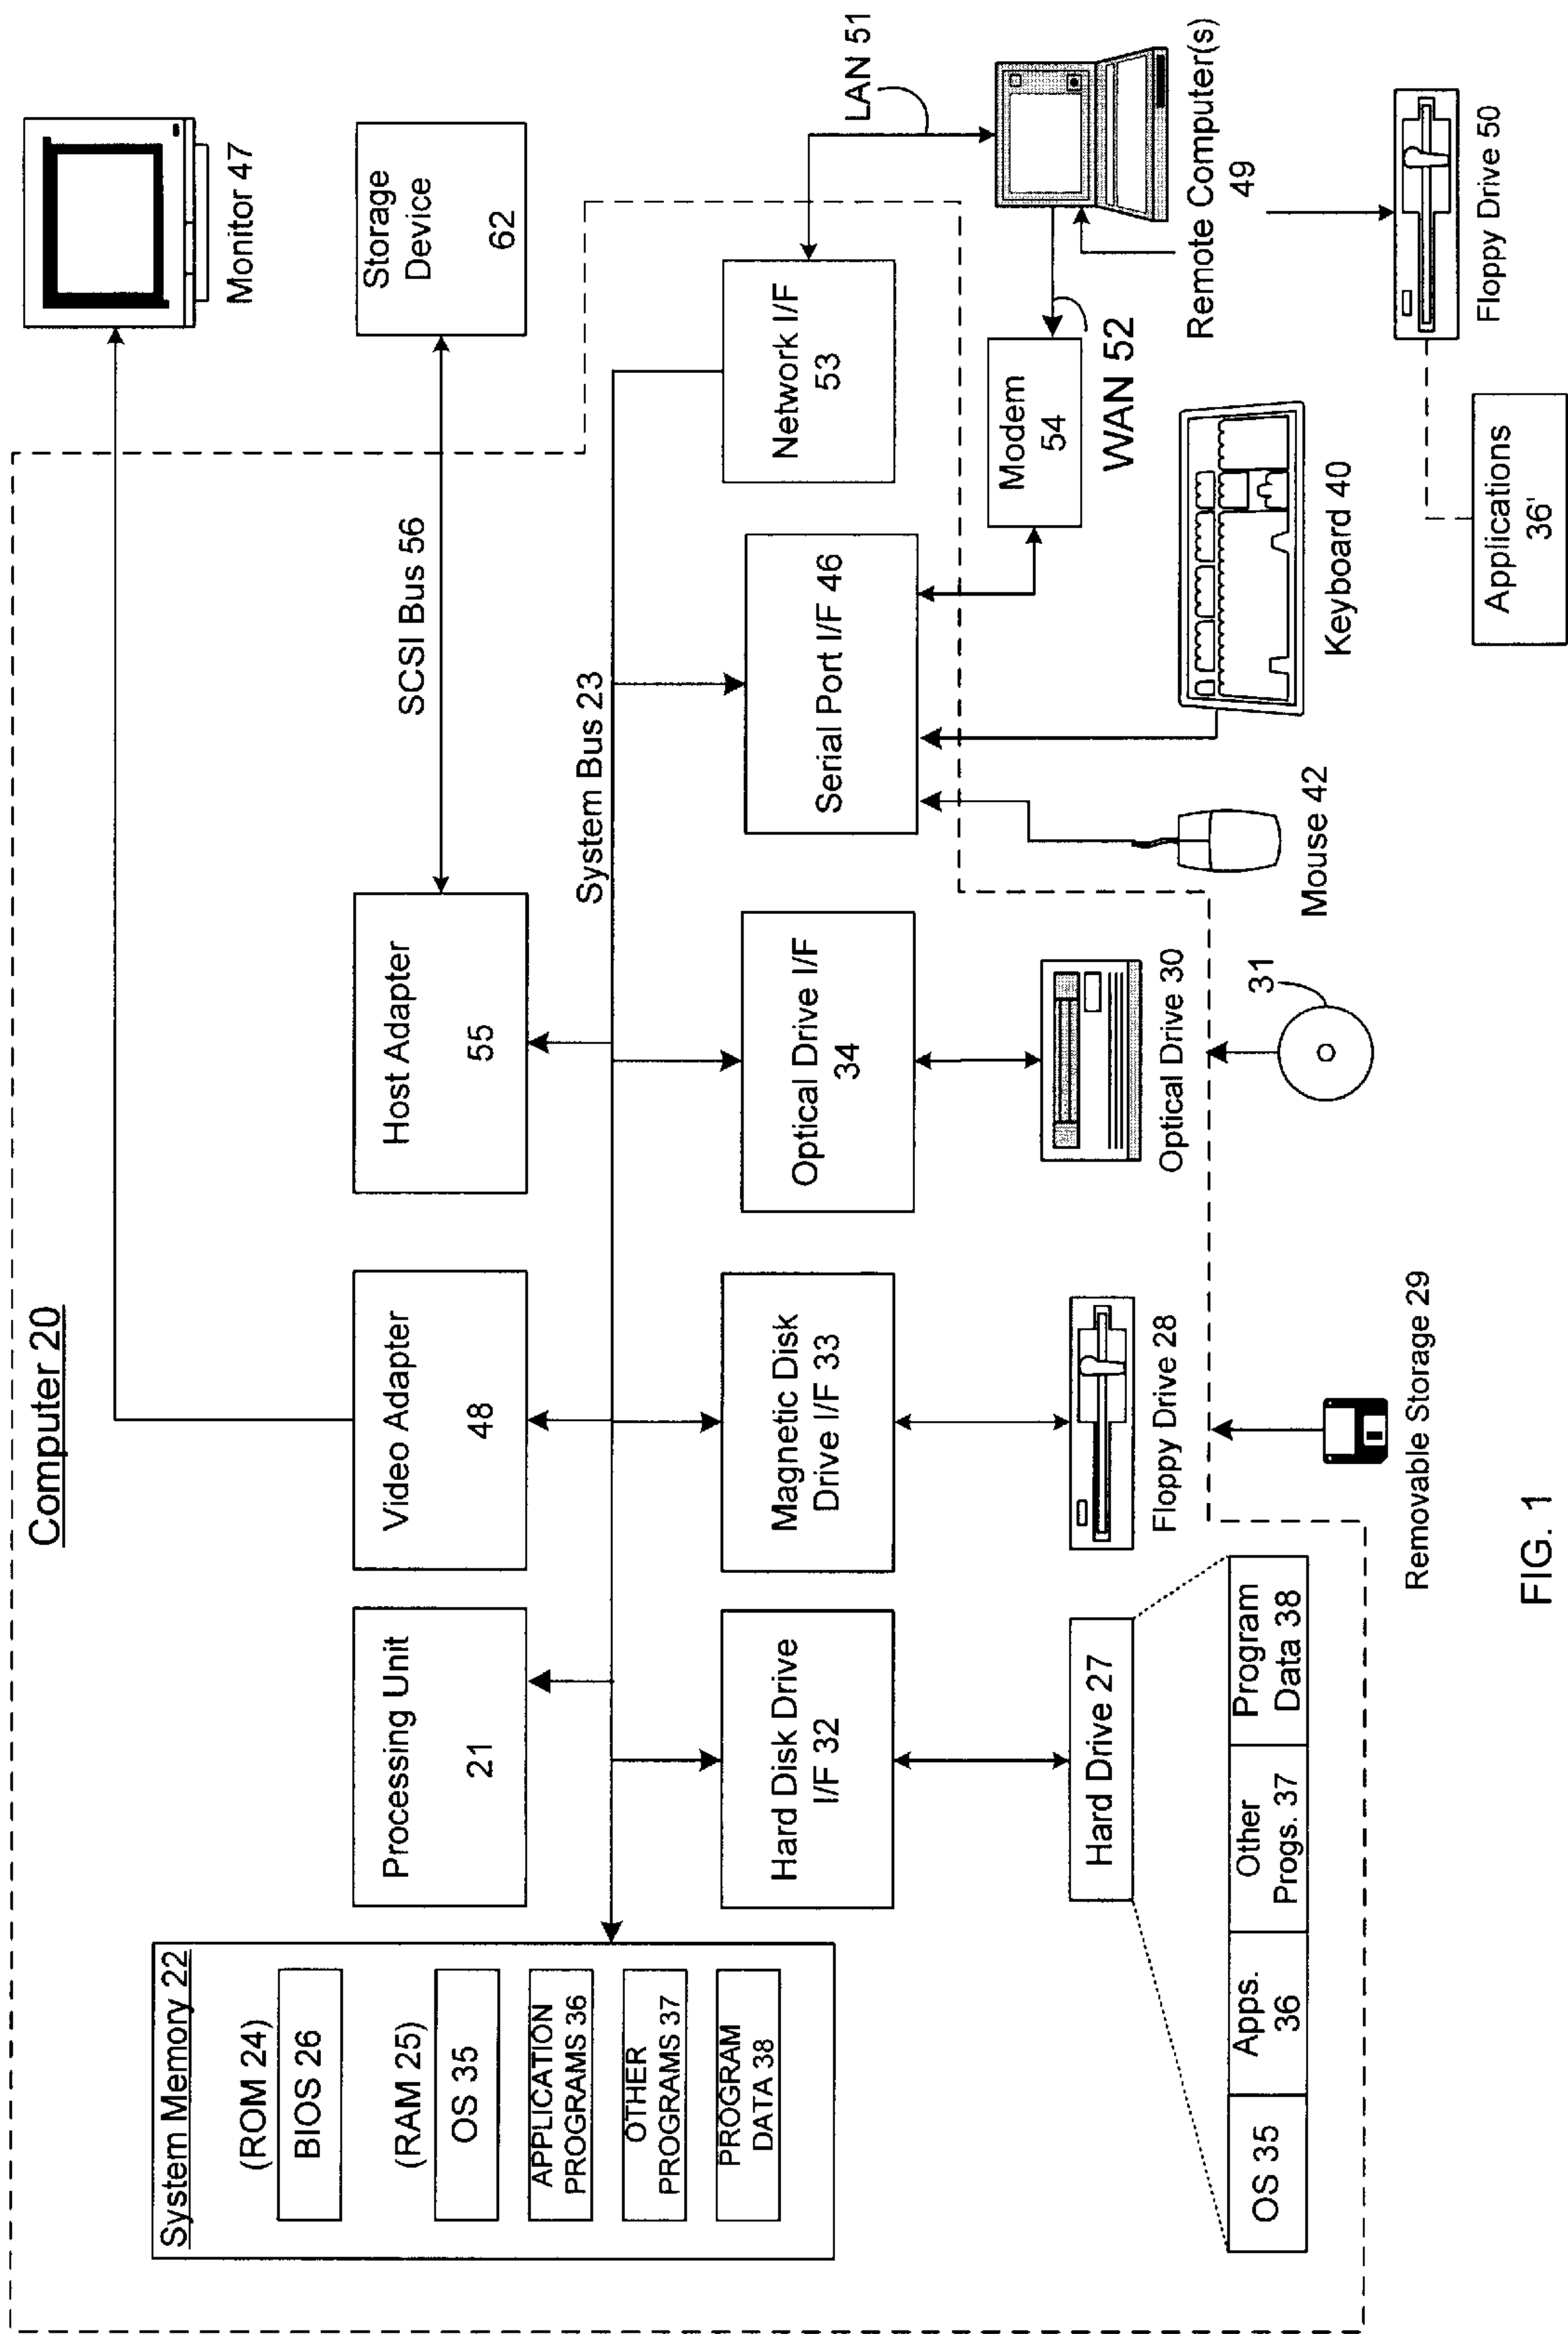 Computer 20
System Memory 22
(ROM 24)
BIOS 26
(RAM 25)
OS 35
APPLICATION
PROGRAMS 36
OTHER
PROGRAMS 37
PROGRAM
DATA 38
Processing Unit
21
Video Adapter
48
Host Adapter
55
SCSI Bus 56
Monitor 47
Storage
Device
62
System Bus 23
Hard Disk Drive
I/F 32
Magnetic Disk
Drive I/F 33
Optical Drive I/F
34
Serial Port I/F 46
Network I/F
53
LAN 51
Hard Drive 27
Floppy Drive 28
Optical Drive 30
Modem
54
WAN 52
Remote Computer(s)
49
OS 35
Apps.
36
Other
Progs. 37
Program
Data 38
Removable Storage 29
31
Mouse 42
Keyboard 40
Floppy Drive 50
Applications
36'
FIG. 1